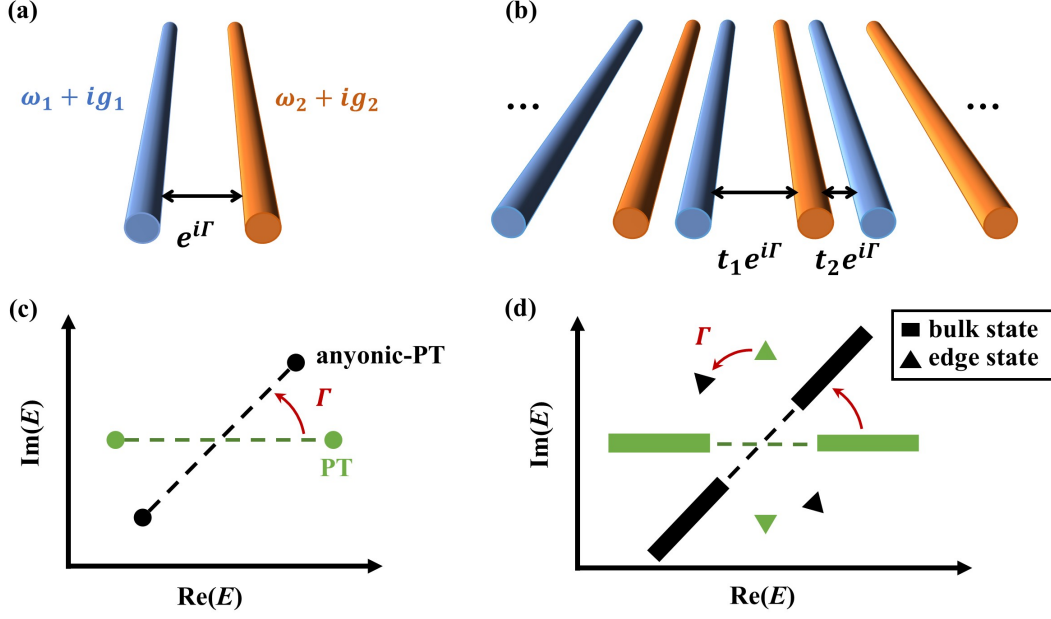 (a)
ω₁ + ig₁
ω₂ + ig₂
e^{iΓ}
(b)
...
...
t₁e^{iΓ}
t₂e^{iΓ}
(c)
anyonic-PT
Γ
PT
Im(E)
Re(E)
(d)
bulk state
edge state
Γ
Im(E)
Re(E)